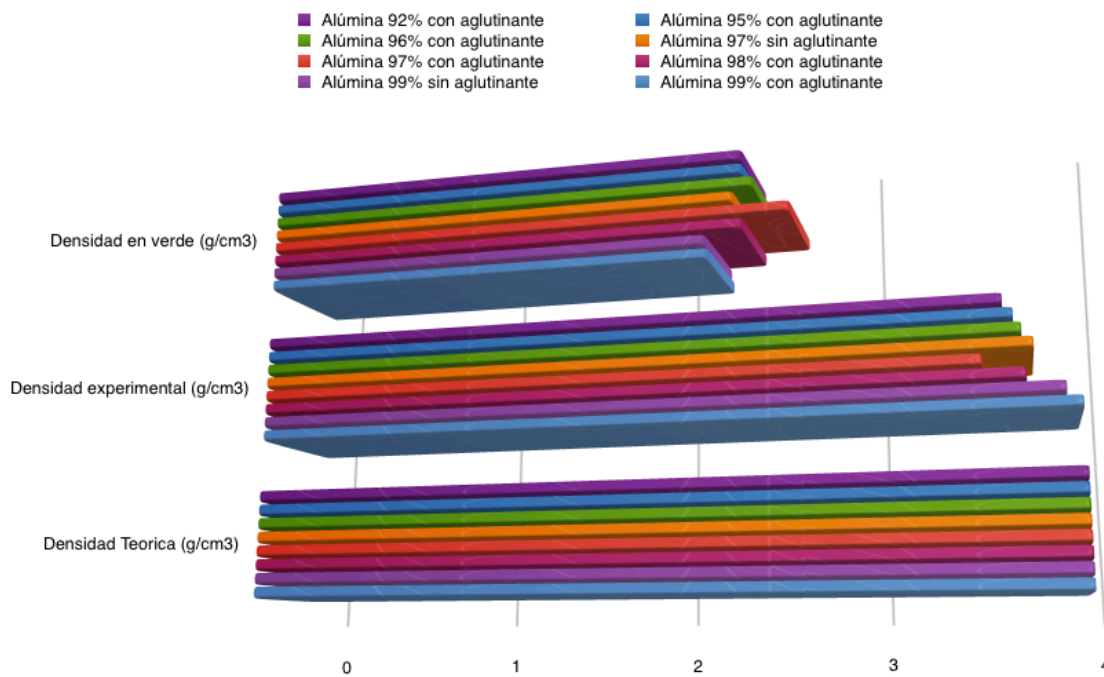 Alúmina 92% con aglutinante
Alúmina 95% con aglutinante
Alúmina 96% con aglutinante
Alúmina 97% sin aglutinante
Alúmina 97% con aglutinante
Alúmina 98% con aglutinante
Alúmina 99% sin aglutinante
Alúmina 99% con aglutinante
Densidad en verde (g/cm3)
Densidad experimental (g/cm3)
Densidad Teorica (g/cm3)
0 1 2 3 4